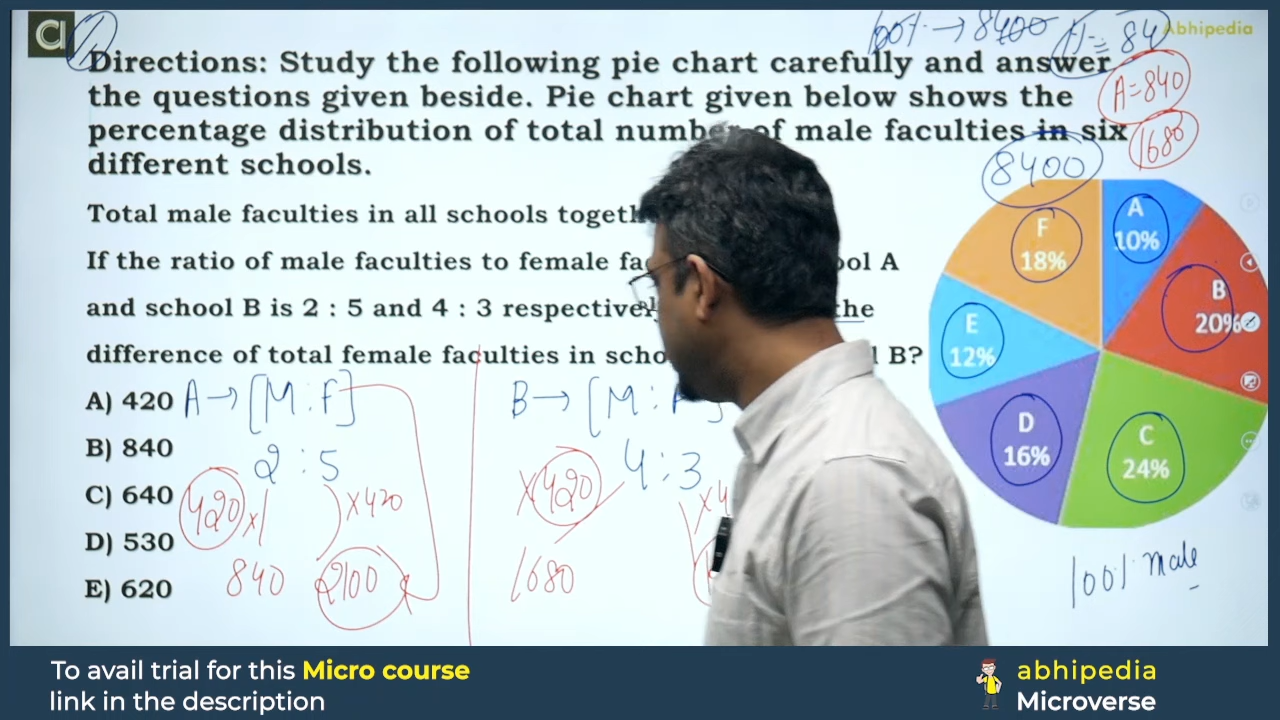 CI
1
Abhipedia
100% → 8400
1% = 84
Directions: Study the following pie chart carefully and answer
the questions given beside. Pie chart given below shows the
percentage distribution of total number of male faculties in six
different schools.
A=840
1680
8400
Total male faculties in all schools togeth
If the ratio of male faculties to female fa ool A
and school B is 2 : 5 and 4 : 3 respectivel the
difference of total female faculties in scho l B?
A) 420
B) 840
C) 640
D) 530
E) 620
A → [M : F]
2 : 5
420 x ) x 420
840 2100
B → [M :
4 : 3
x 420 x 4
1680
A
10%
B
20%
C
24%
D
16%
E
12%
F
18%
100% male
To avail trial for this Micro course
link in the description
abhipedia
Microverse